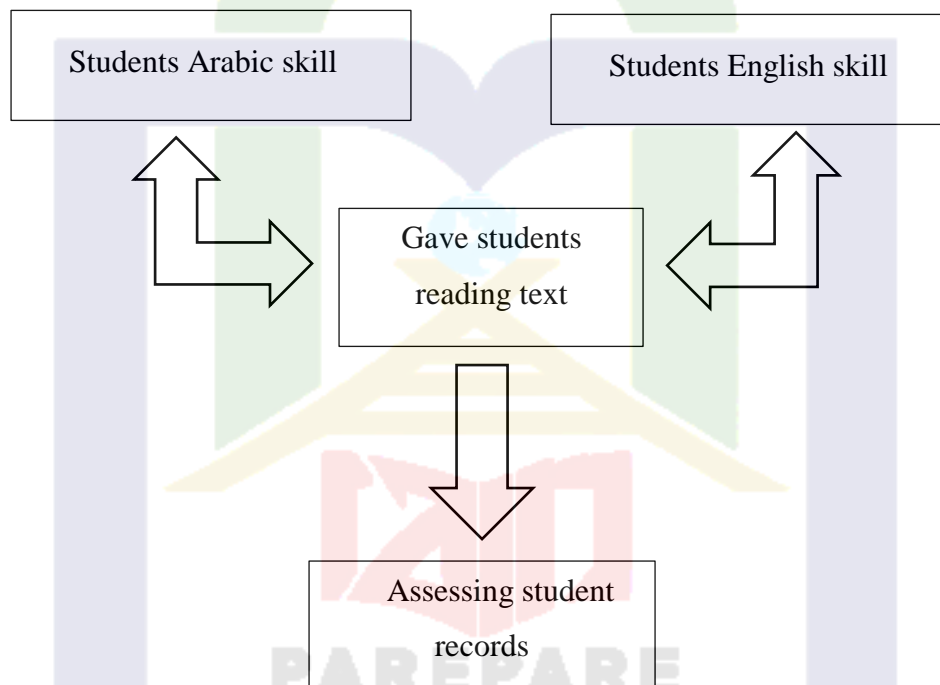 Students Arabic skill
Students English skill
Gave students
reading text
Assessing student
records
PAREPARE